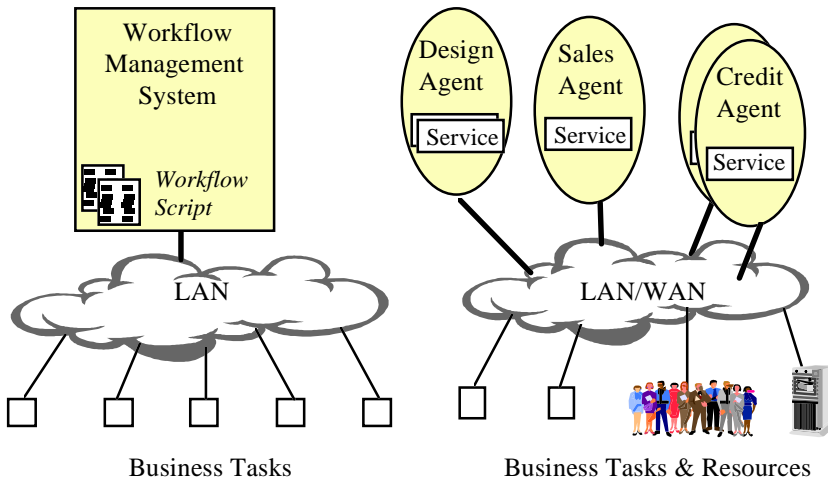 Workflow
Management
System
Workflow
Script
LAN
Business Tasks
Design
Agent
Service
Sales
Agent
Service
Credit
Agent
Service
LAN/WAN
Business Tasks & Resources